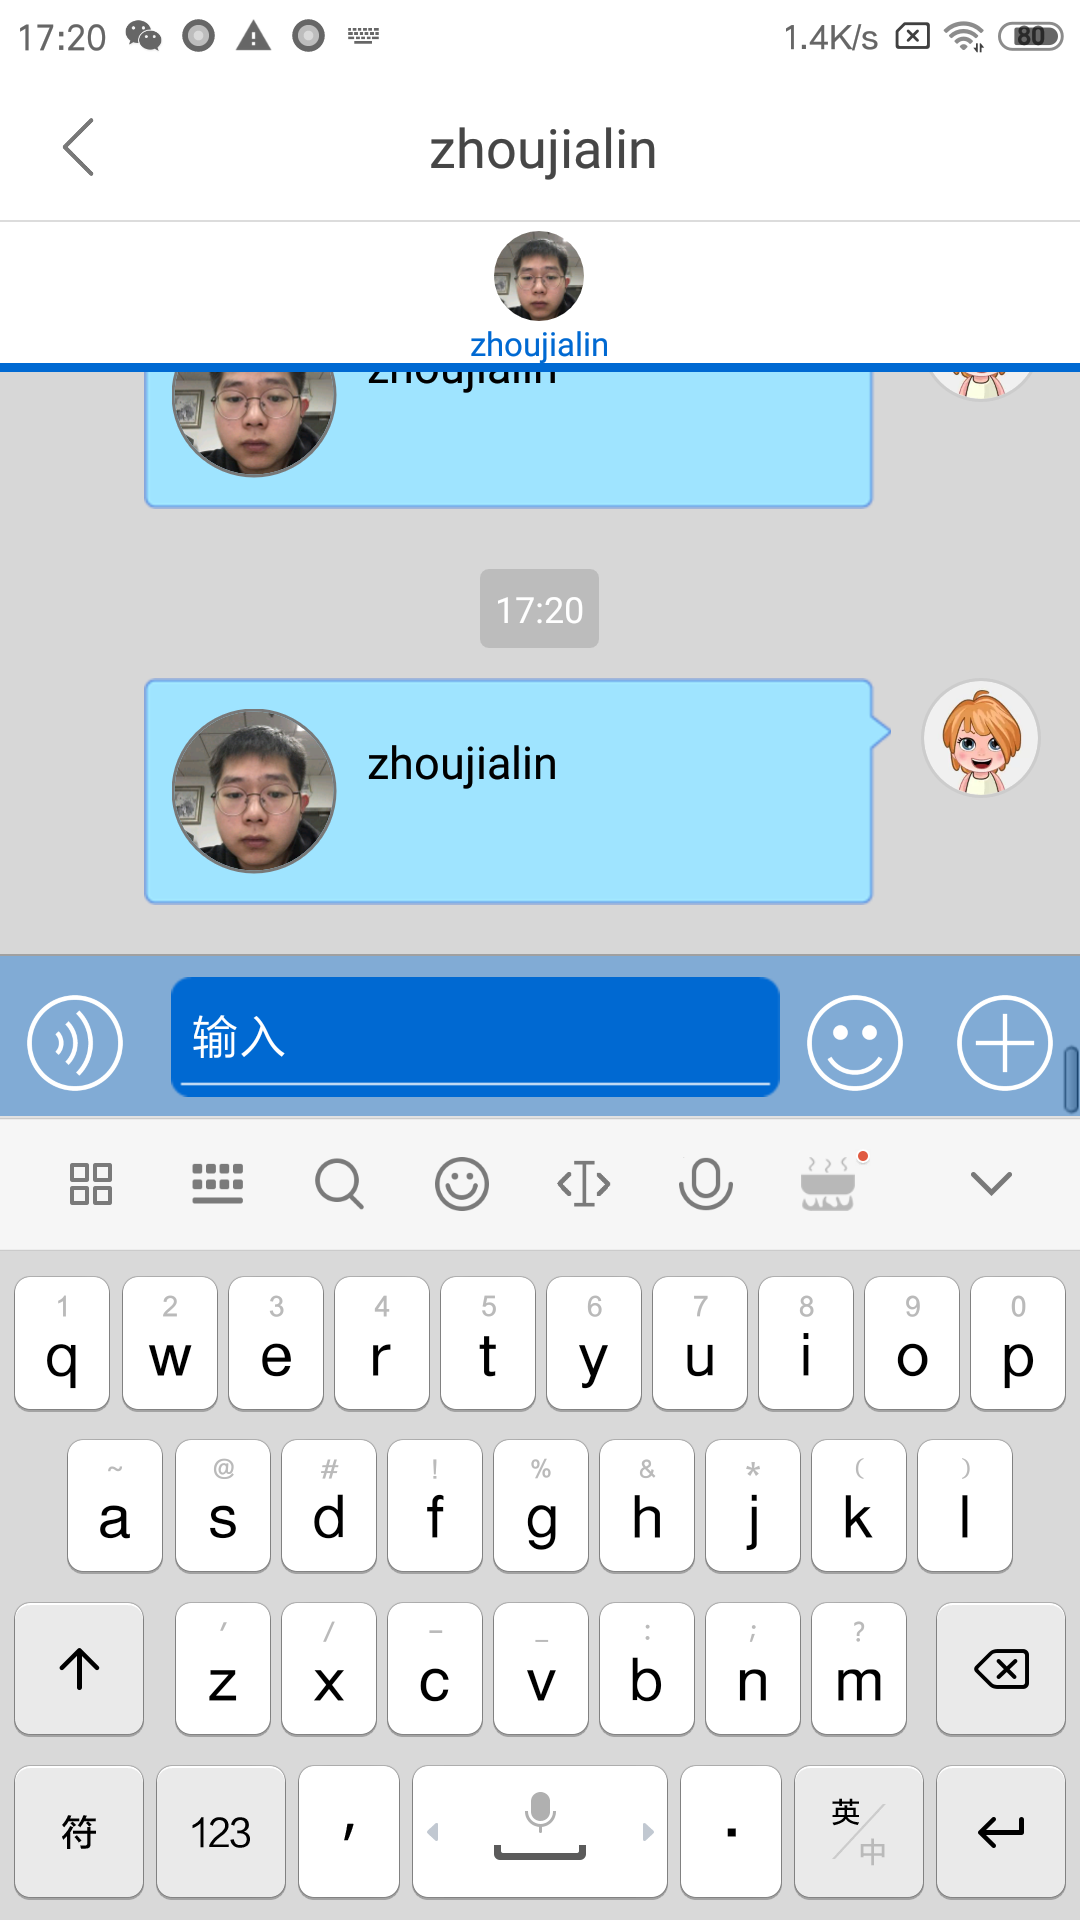 17:20 1.4K/s 80
zhoujialin
zhoujialin
zhoujialin
17:20
zhoujialin
输入
1 2 3 4 5 6 7 8 9 0
q w e r t y u i o p
~ @ # ! % & * ( )
a s d f g h j k l
' / – _ : ; ?
z x c v b n m
符 123 , . 英/中